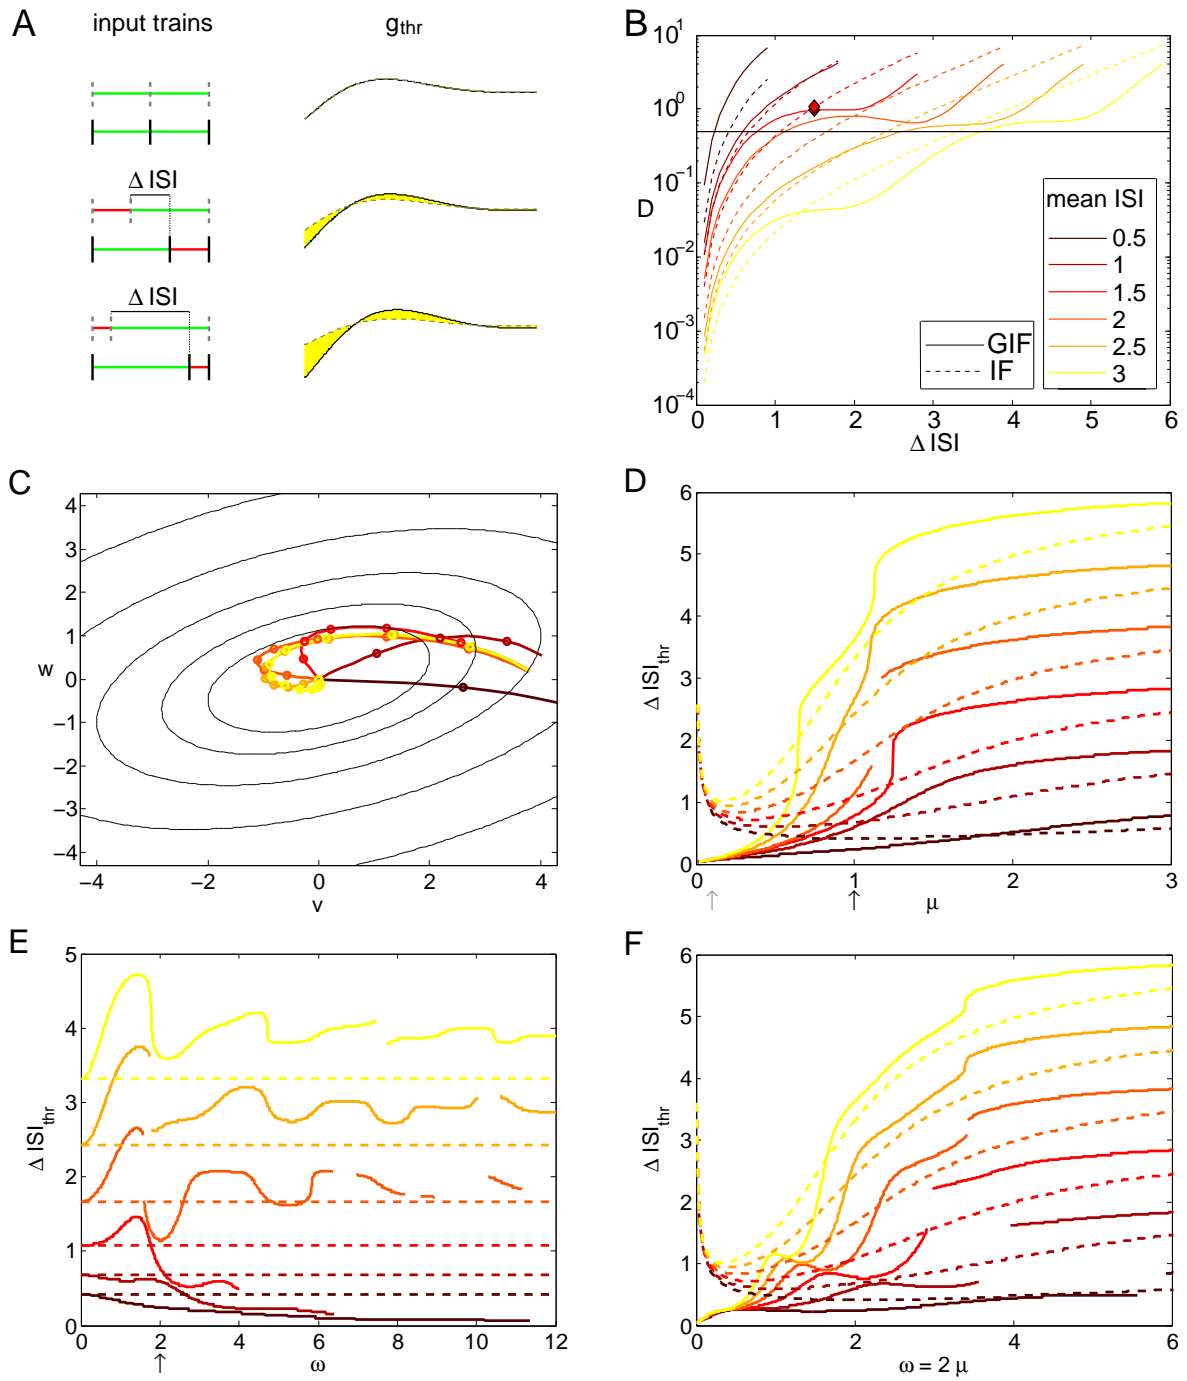 A
input trains
g_thr
Δ ISI
Δ ISI
B
10^1
10^0
10^-1
10^-2
10^-3
10^-4
D
0 1 2 3 4 5 6
Δ ISI
GIF
IF
mean ISI
0.5
1
1.5
2
2.5
3
C
4
3
2
1
0
−1
−2
−3
−4
w
−4 −2 0 2 4
v
D
6
5
4
3
2
1
0
Δ ISI_thr
0 1 2 3
↑ ↑ μ
E
5
4
3
2
1
0
Δ ISI_thr
0 2 4 6 8 10 12
↑ ω
F
6
5
4
3
2
1
0
Δ ISI_thr
0 2 4 6
ω = 2 μ